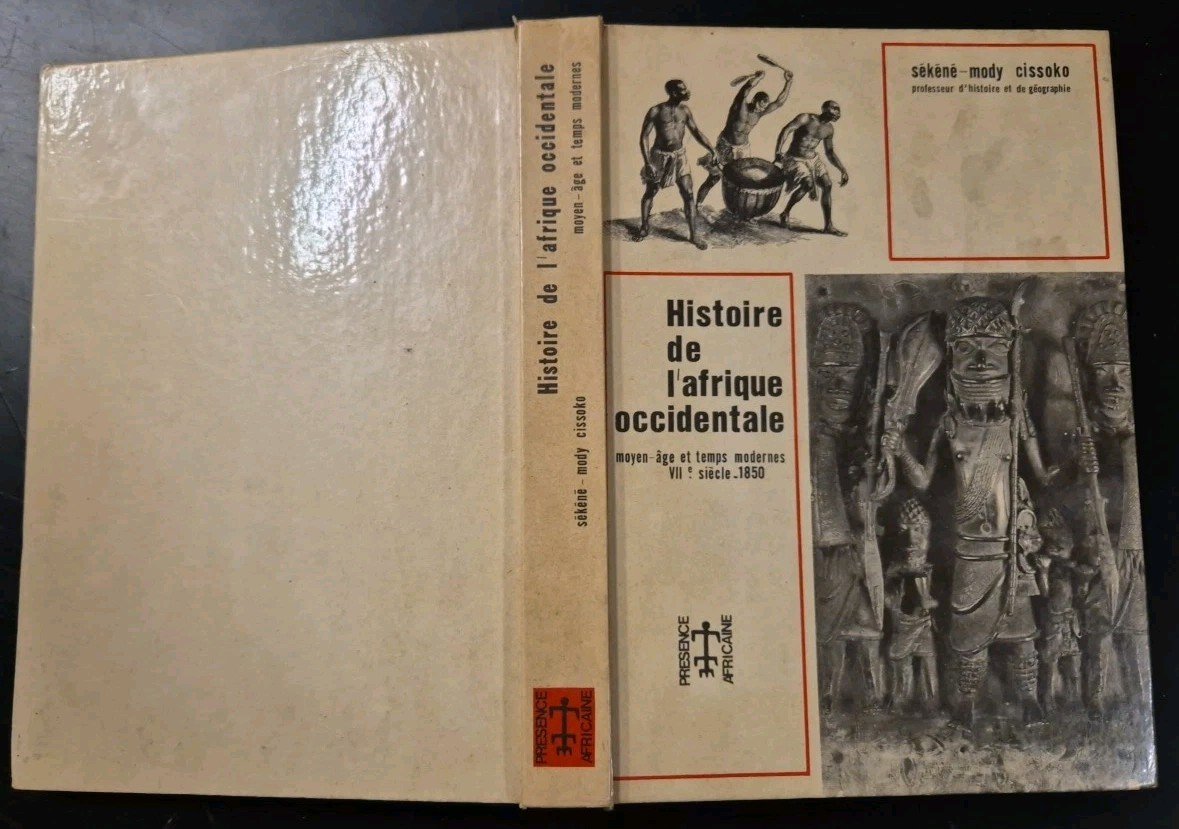 Histoire de l'afrique occidentale
moyen-âge et temps modernes
sékéné-mody cissoko
PRESENCE
AFRICAINE
sékéné-mody cissoko
professeur d'histoire et de géographie
Histoire
de
l'afrique
occidentale
moyen-âge et temps modernes
VIIe siècle-1850
PRESENCE
AFRICAINE